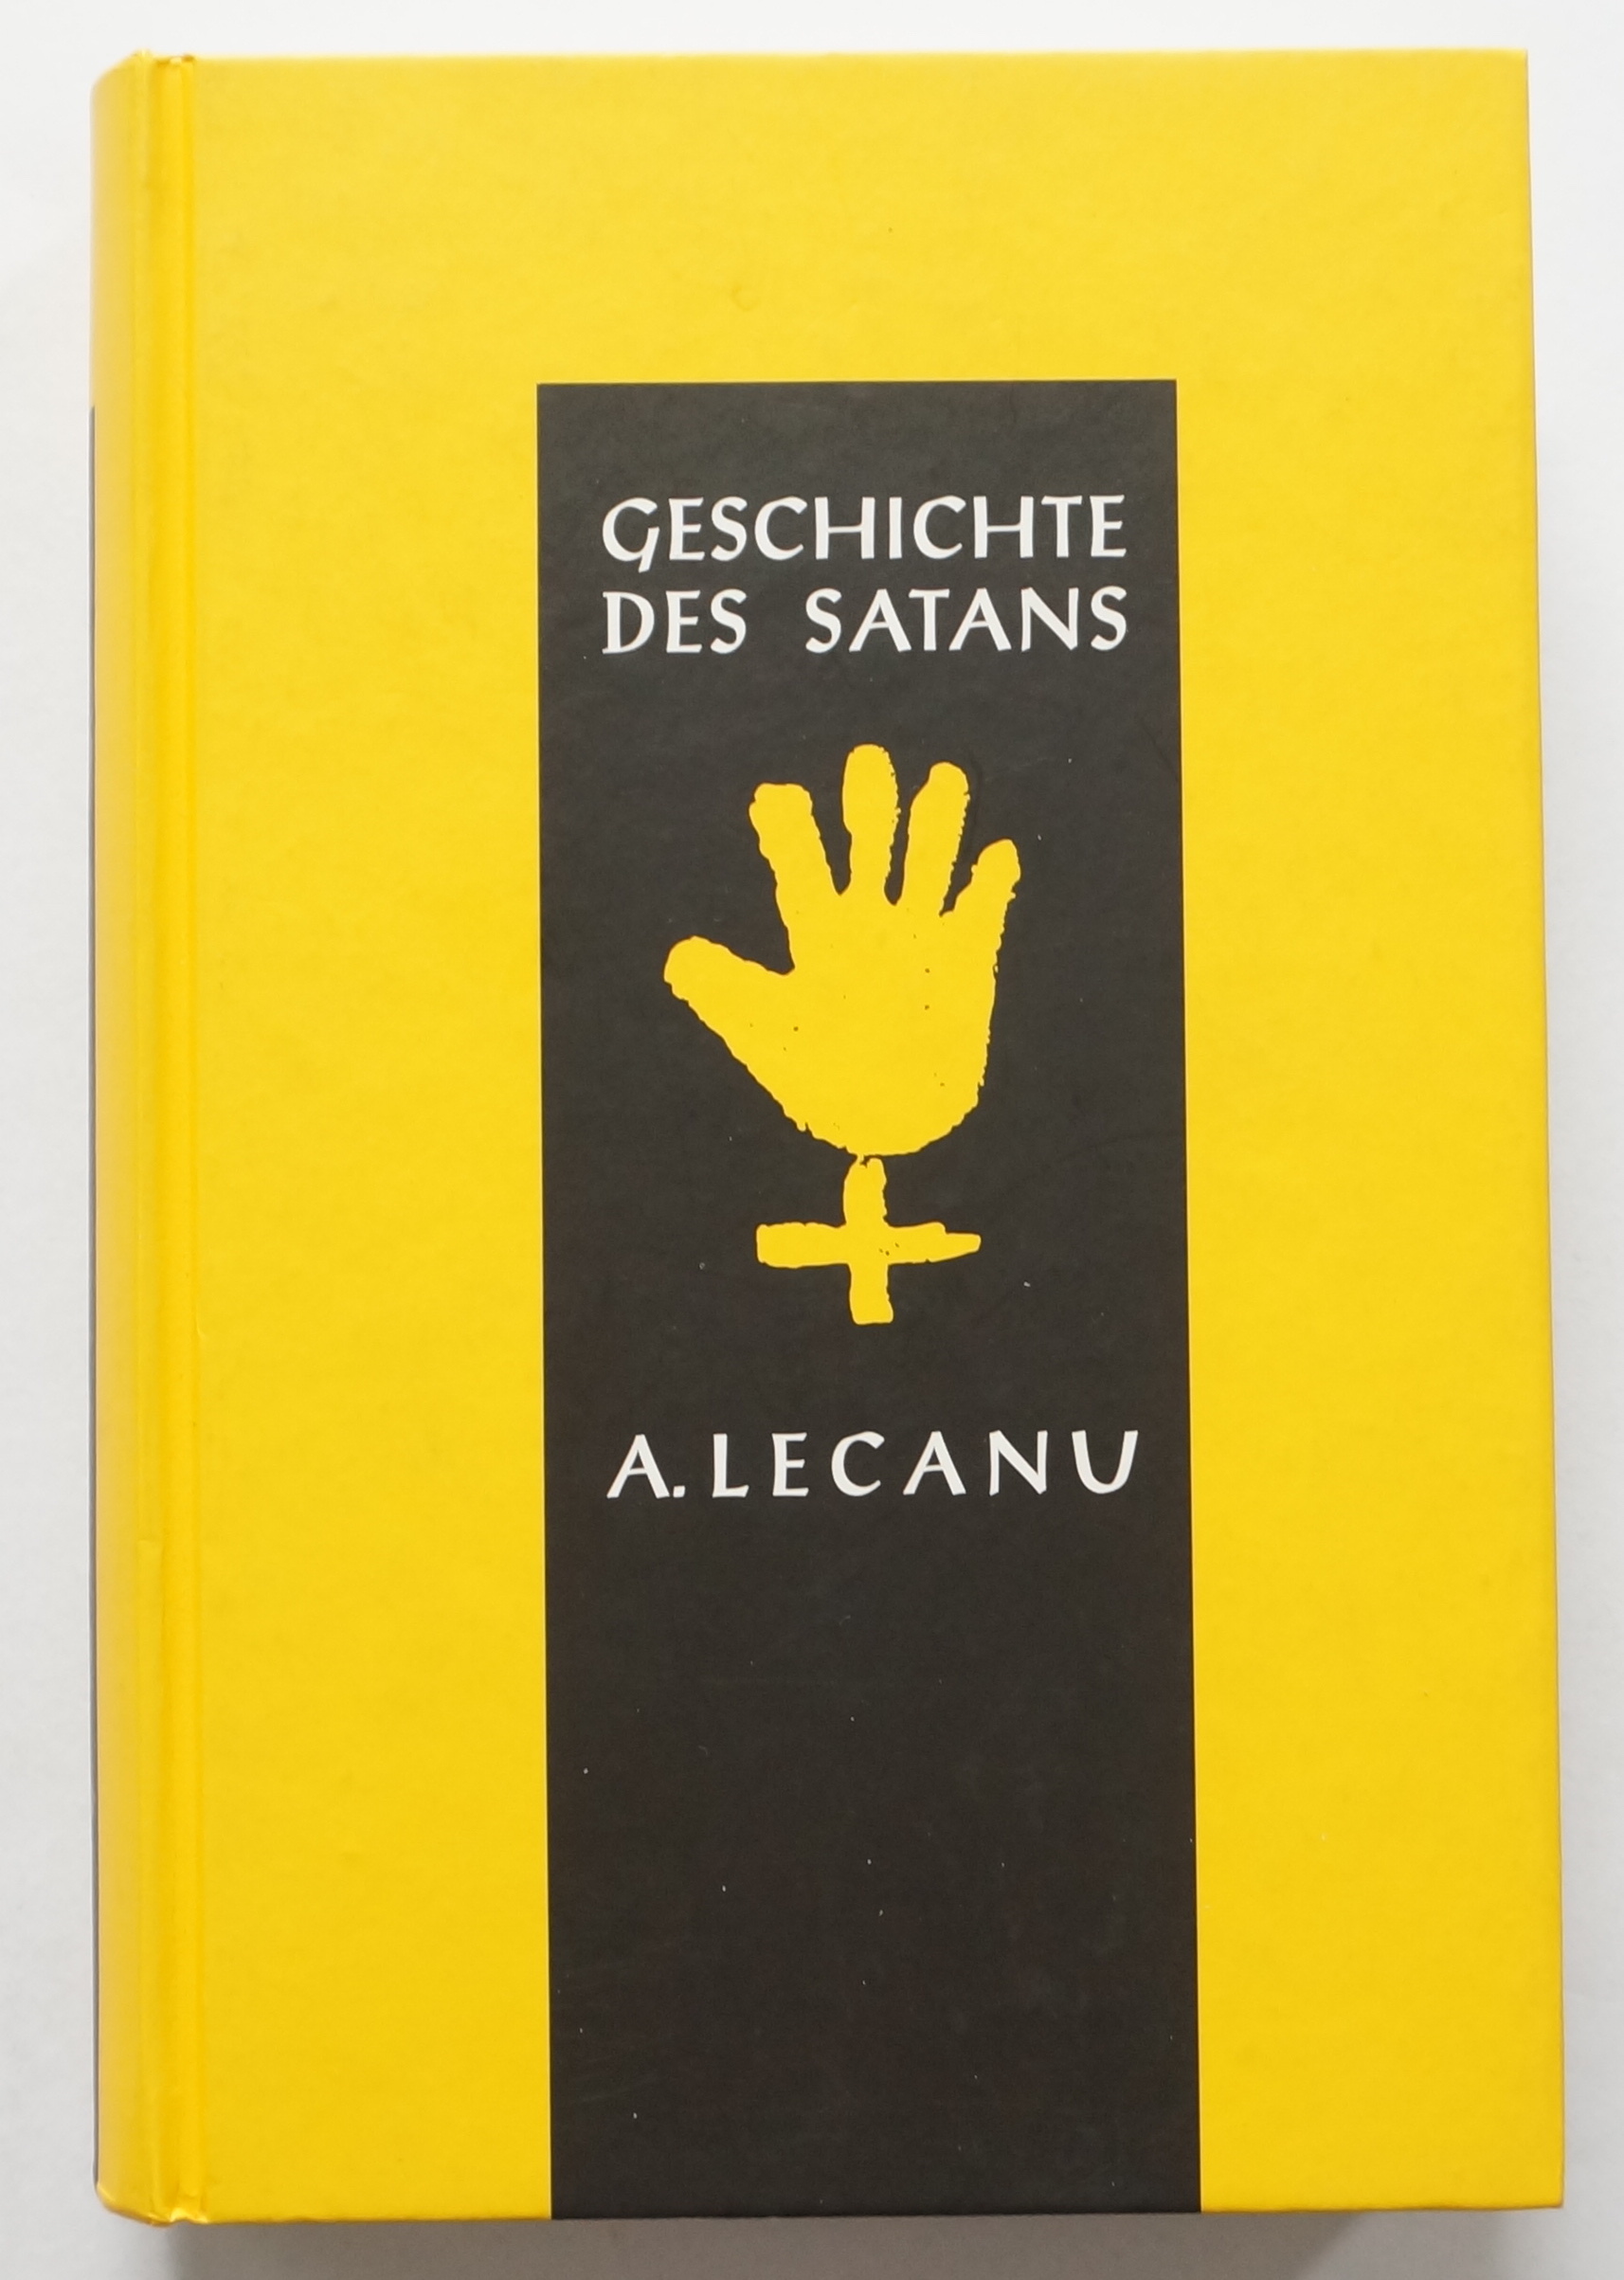 GESCHICHTE
DES SATANS
A. LECANU